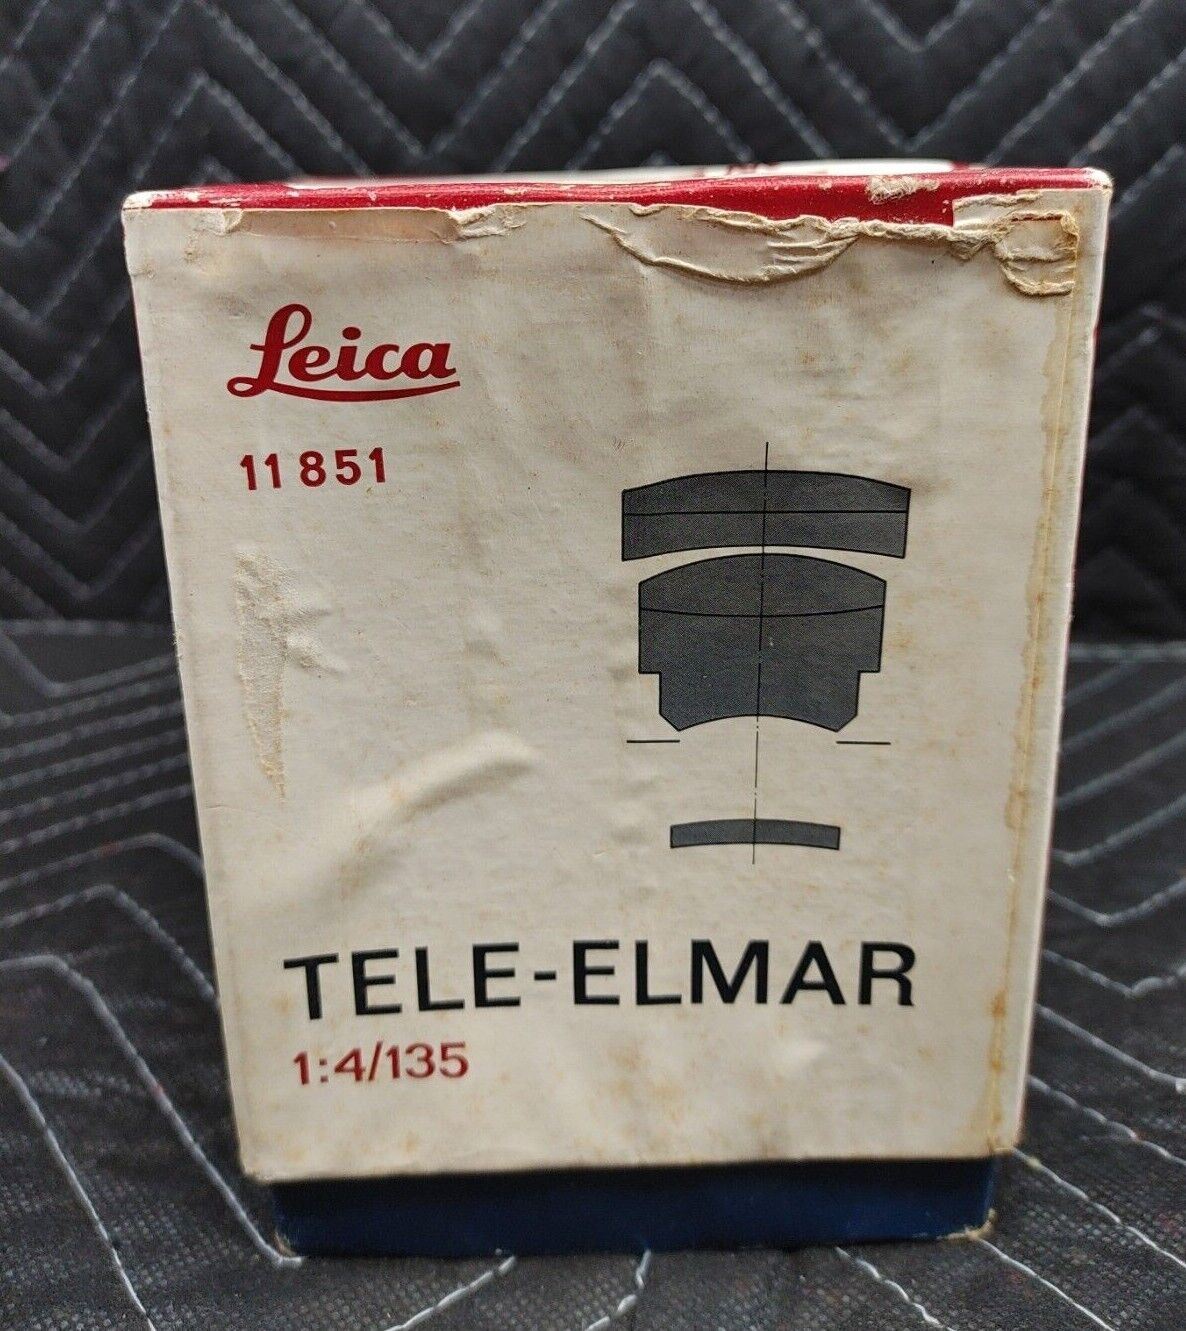 Leica
11 851
TELE-ELMAR
1:4/135